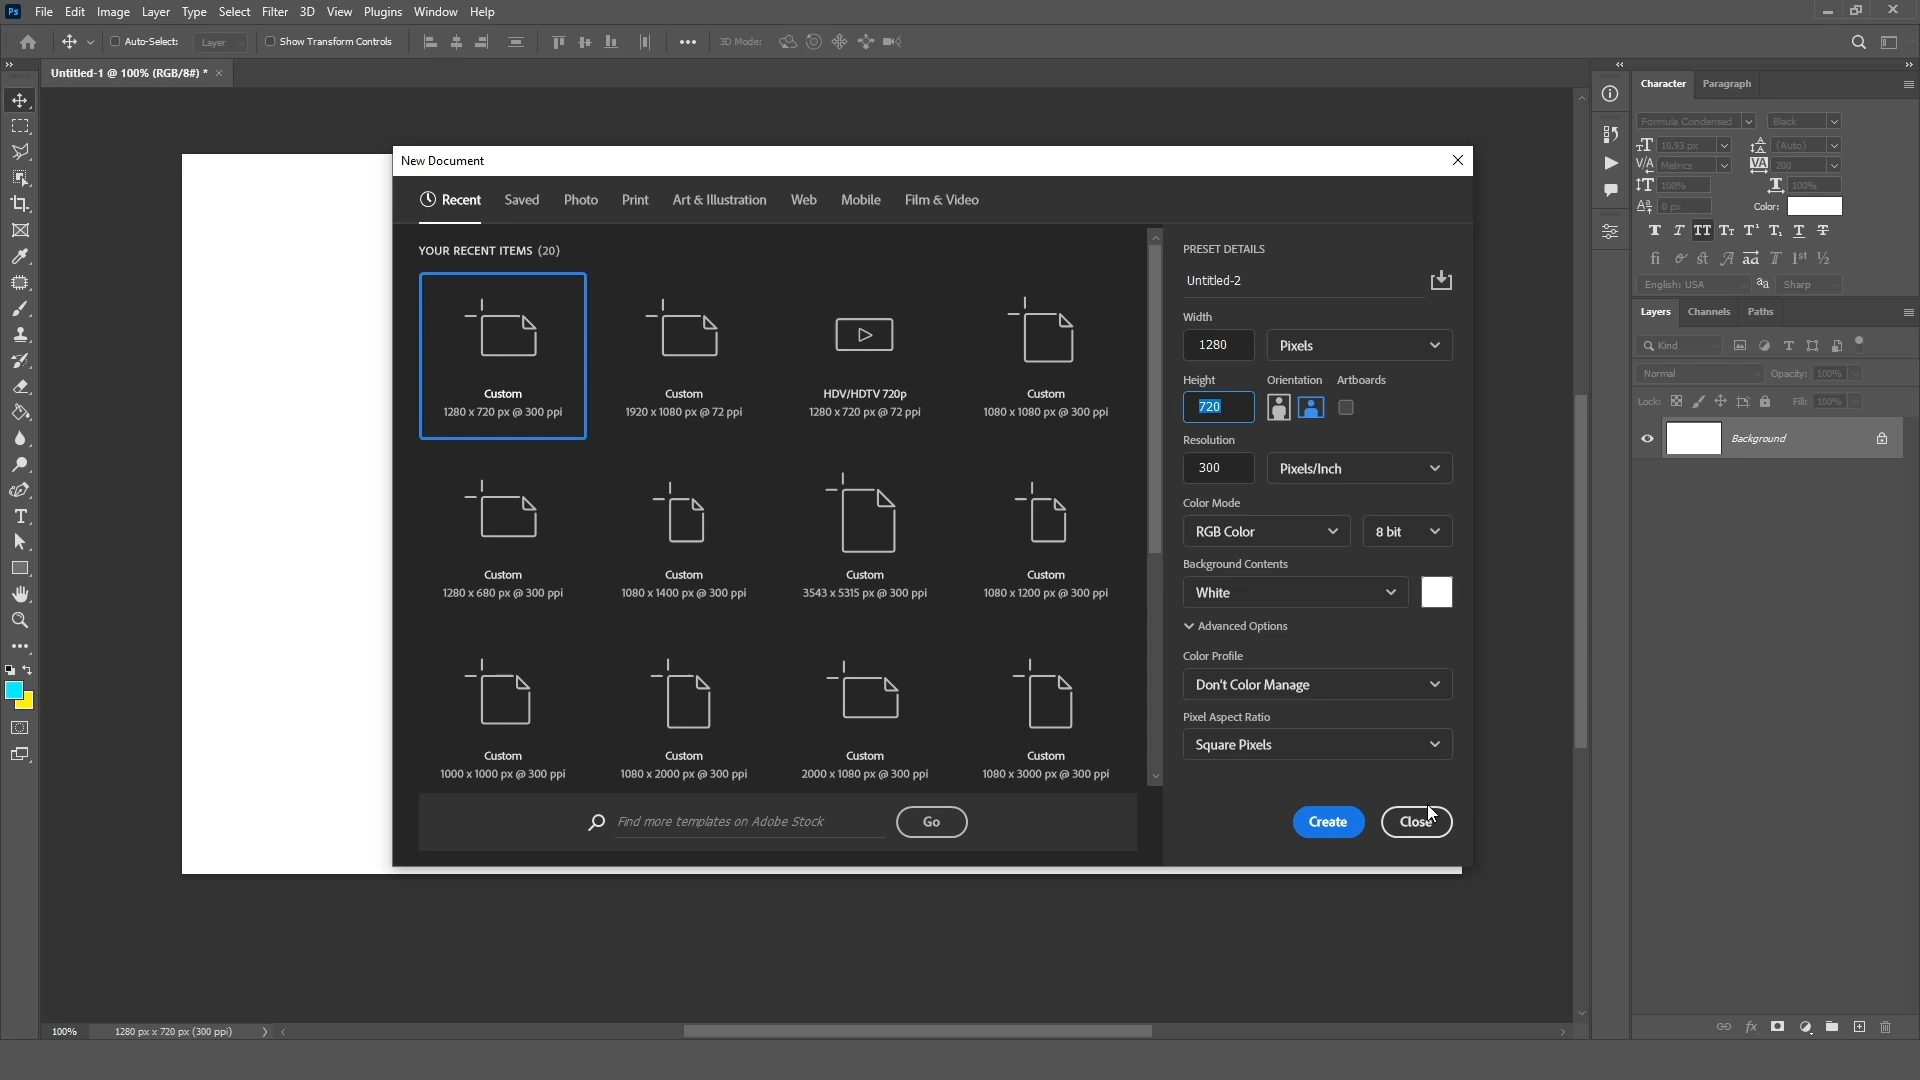 Ps File Edit Image Layer Type Select Filter 3D View Plugins Window Help
Auto-Select: Layer Show Transform Controls 3D Mode:
Untitled-1 @ 100% (RGB/8#) *
New Document
Recent Saved Photo Print Art & Illustration Web Mobile Film & Video
YOUR RECENT ITEMS (20)
Custom
1280 x 720 px @ 300 ppi
Custom
1920 x 1080 px @ 72 ppi
HDV/HDTV 720p
1280 x 720 px @ 72 ppi
Custom
1080 x 1080 px @ 300 ppi
Custom
1280 x 680 px @ 300 ppi
Custom
1080 x 1400 px @ 300 ppi
Custom
3543 x 5315 px @ 300 ppi
Custom
1080 x 1200 px @ 300 ppi
Custom
1000 x 1000 px @ 300 ppi
Custom
1080 x 2000 px @ 300 ppi
Custom
2000 x 1080 px @ 300 ppi
Custom
1080 x 3000 px @ 300 ppi
Find more templates on Adobe Stock Go
PRESET DETAILS
Untitled-2
Width
1280 Pixels
Height Orientation Artboards
720
Resolution
300 Pixels/Inch
Color Mode
RGB Color 8 bit
Background Contents
White
Advanced Options
Color Profile
Don't Color Manage
Pixel Aspect Ratio
Square Pixels
Create Close
Character Paragraph
Formula Condensed Black
10.93 px (Auto)
Metrics 200
100% 100%
0 px Color:
English: USA aa Sharp
Layers Channels Paths
Kind
Normal Opacity: 100%
Lock: Fill: 100%
Background
100% 1280 px x 720 px (300 ppi)